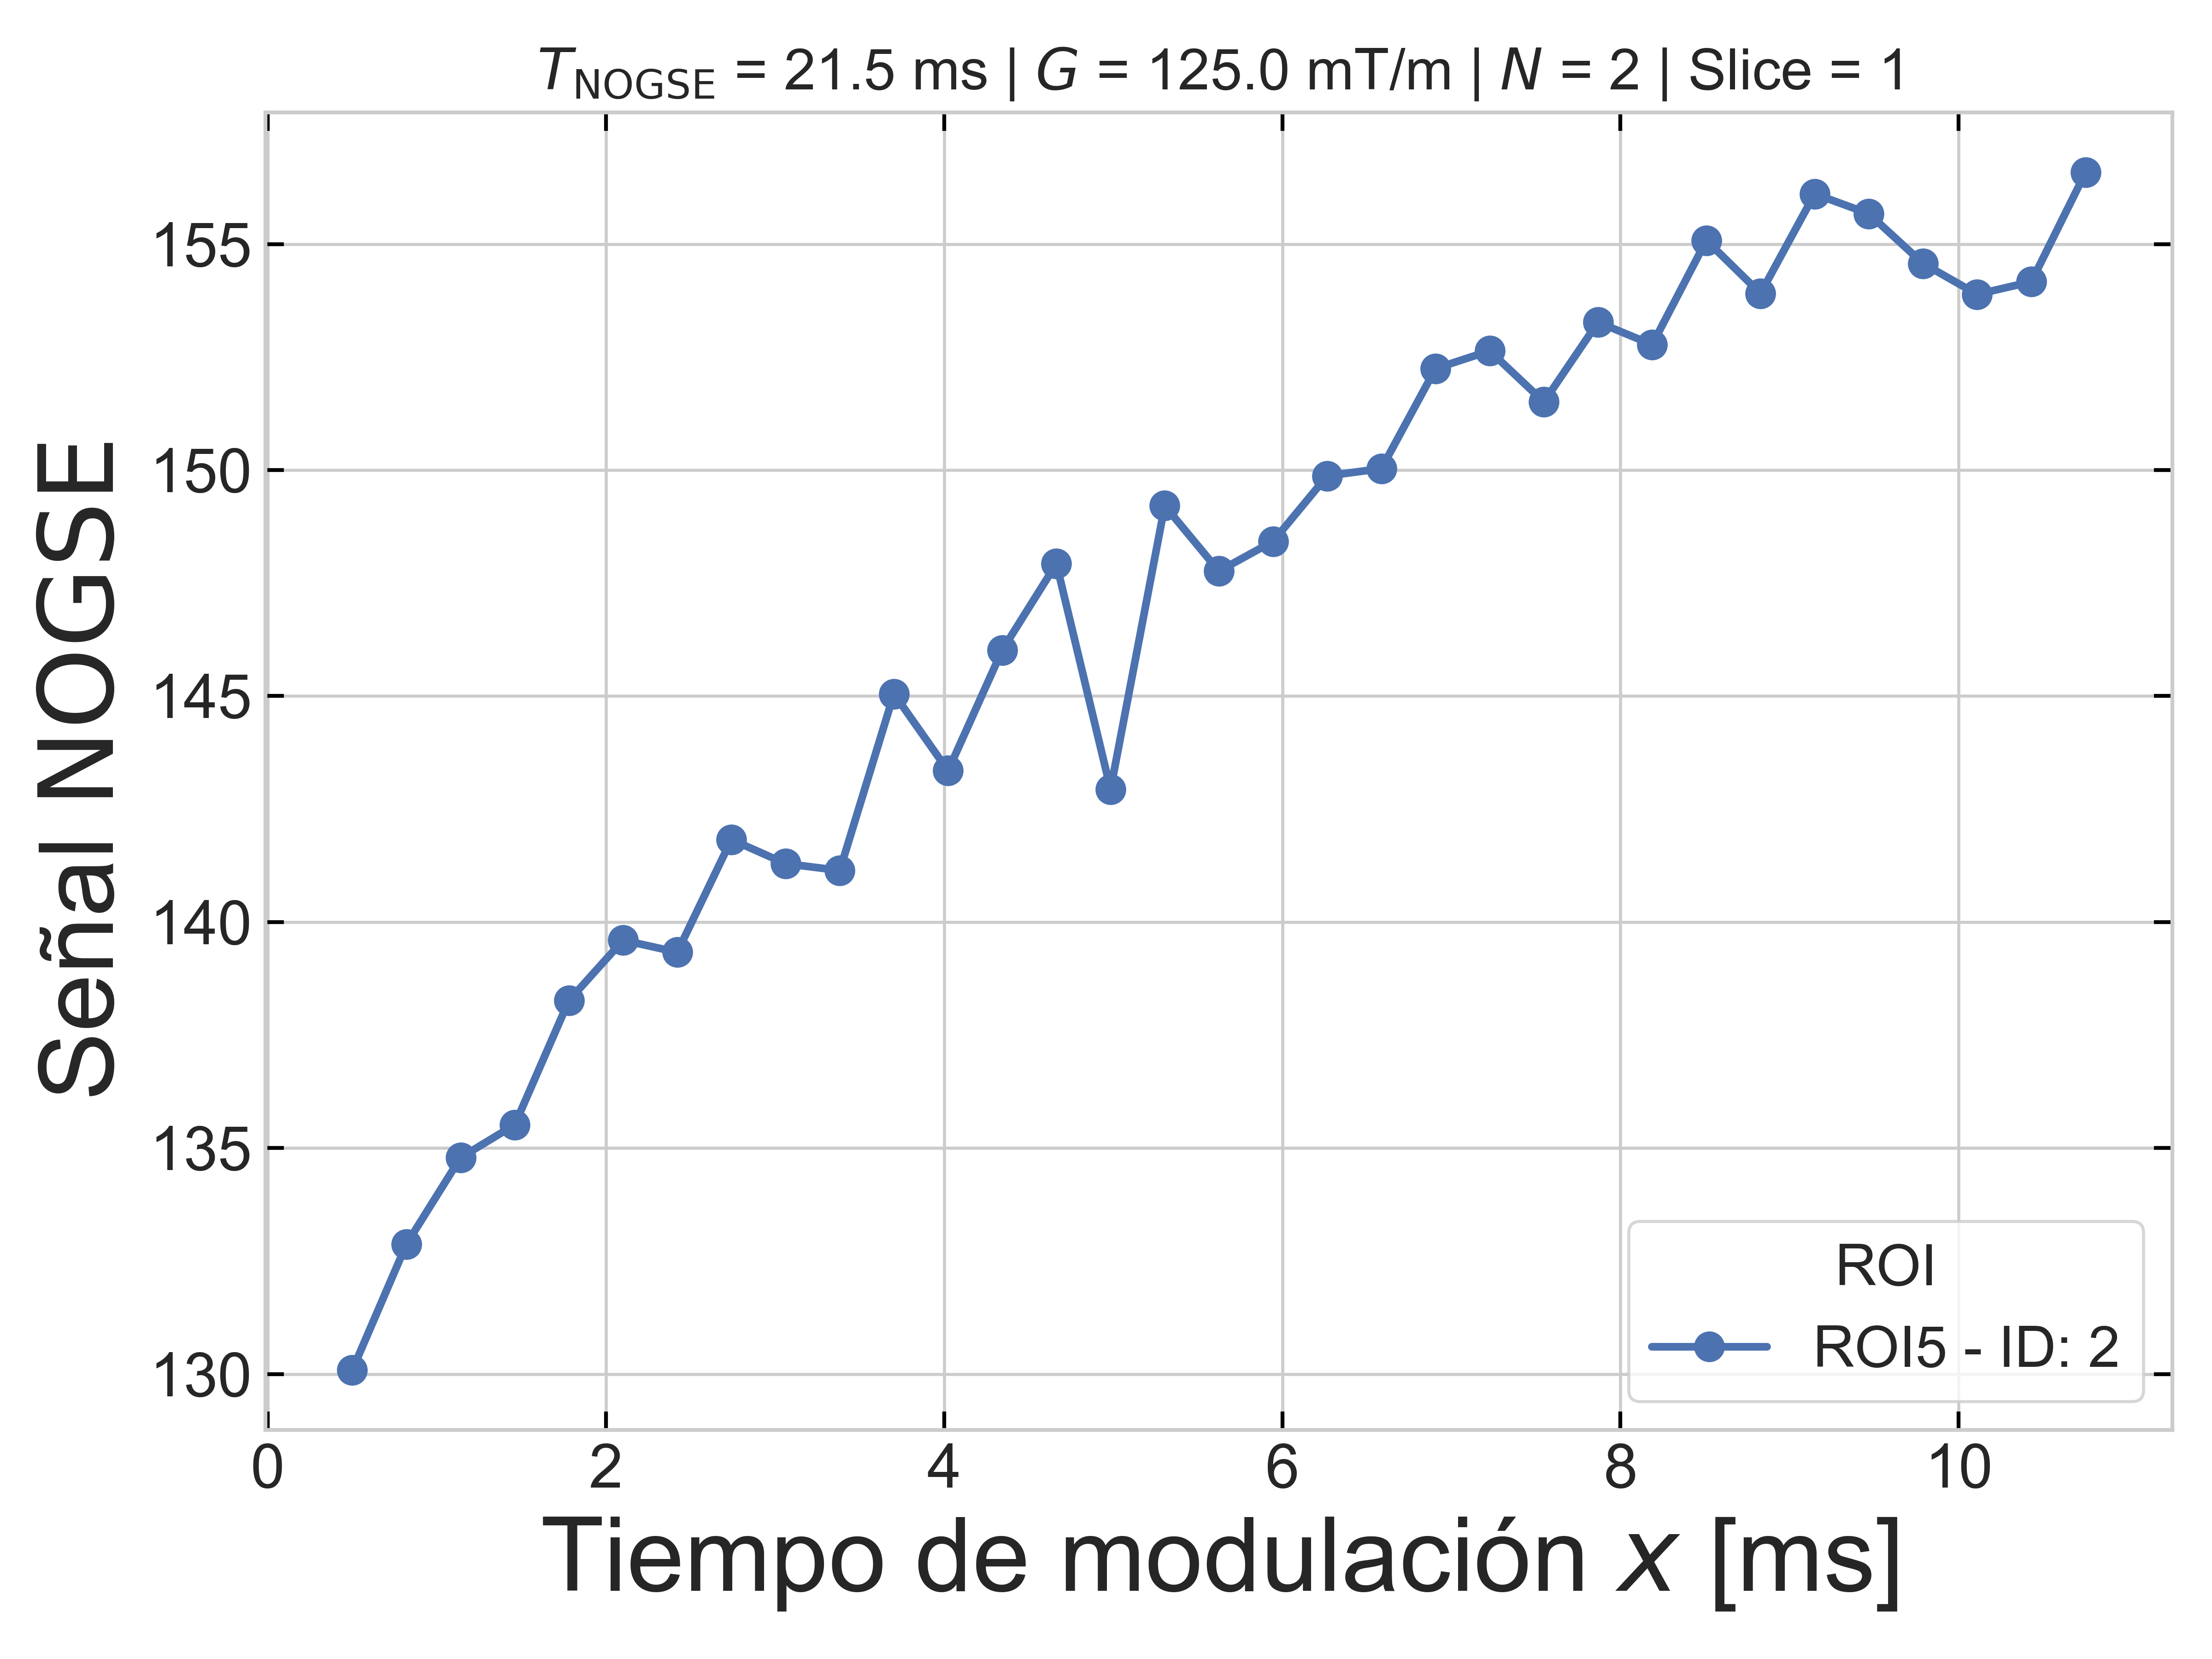 T_NOGSE = 21.5 ms | G = 125.0 mT/m | N = 2 | Slice = 1
Señal NOGSE
155
150
145
140
135
130
0 2 4 6 8 10
Tiempo de modulación x [ms]
ROI
ROI5 - ID: 2